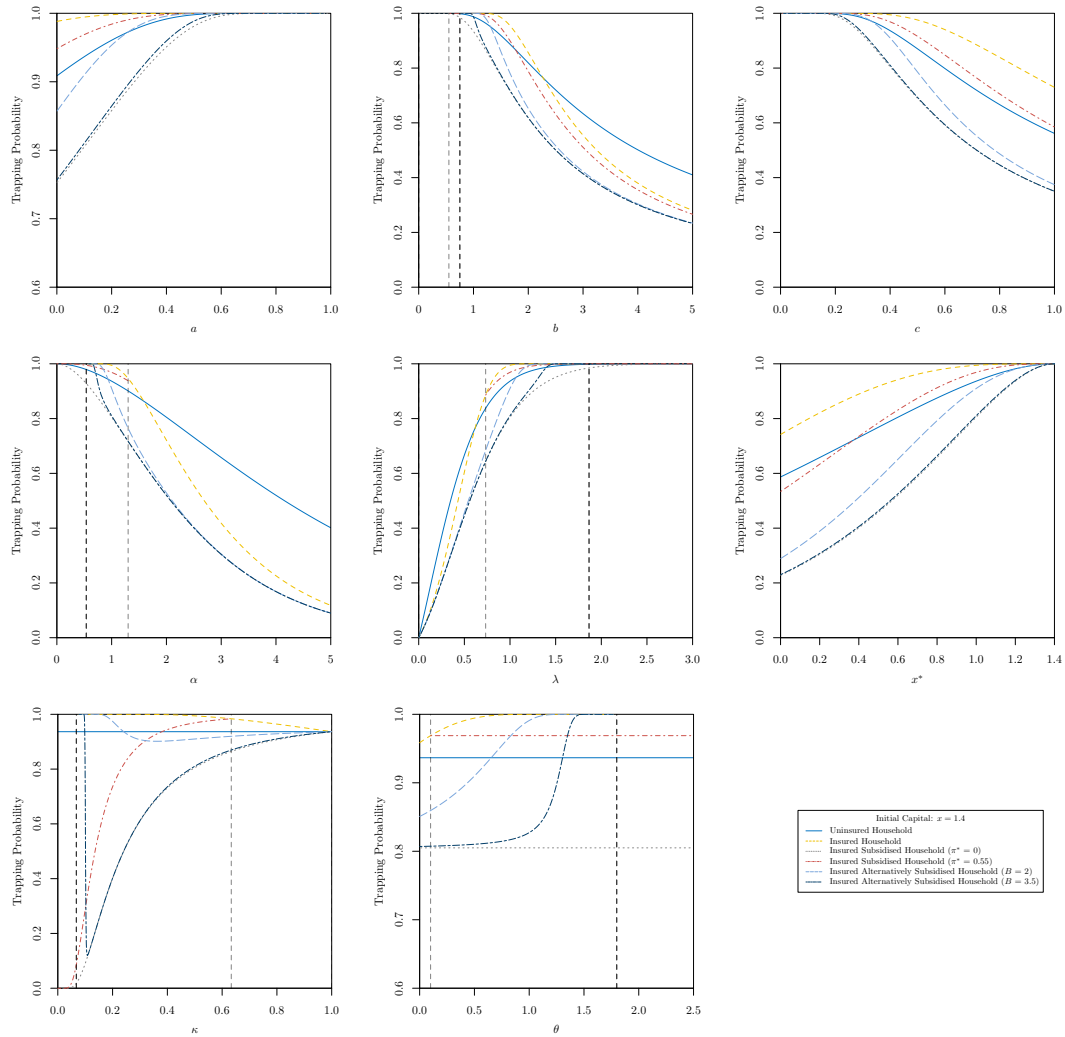 Trapping Probability
0.6 0.7 0.8 0.9 1.0
0.0 0.2 0.4 0.6 0.8 1.0
a
Trapping Probability
0.0 0.2 0.4 0.6 0.8 1.0
0 1 2 3 4 5
b
Trapping Probability
0.0 0.2 0.4 0.6 0.8 1.0
0.0 0.2 0.4 0.6 0.8 1.0
c
Trapping Probability
0.0 0.2 0.4 0.6 0.8 1.0
0 1 2 3 4 5
α
Trapping Probability
0.0 0.2 0.4 0.6 0.8 1.0
0.0 0.5 1.0 1.5 2.0 2.5 3.0
λ
Trapping Probability
0.0 0.2 0.4 0.6 0.8 1.0
0.0 0.2 0.4 0.6 0.8 1.0 1.2 1.4
x*
Trapping Probability
0.0 0.2 0.4 0.6 0.8 1.0
0.0 0.2 0.4 0.6 0.8 1.0
κ
Trapping Probability
0.6 0.7 0.8 0.9 1.0
0.0 0.5 1.0 1.5 2.0 2.5
θ
Initial Capital: x = 1.4
Uninsured Household
Insured Household
Insured Subsidised Household (π* = 0)
Insured Subsidised Household (π* = 0.55)
Insured Alternatively Subsidised Household (B = 2)
Insured Alternatively Subsidised Household (B = 3.5)